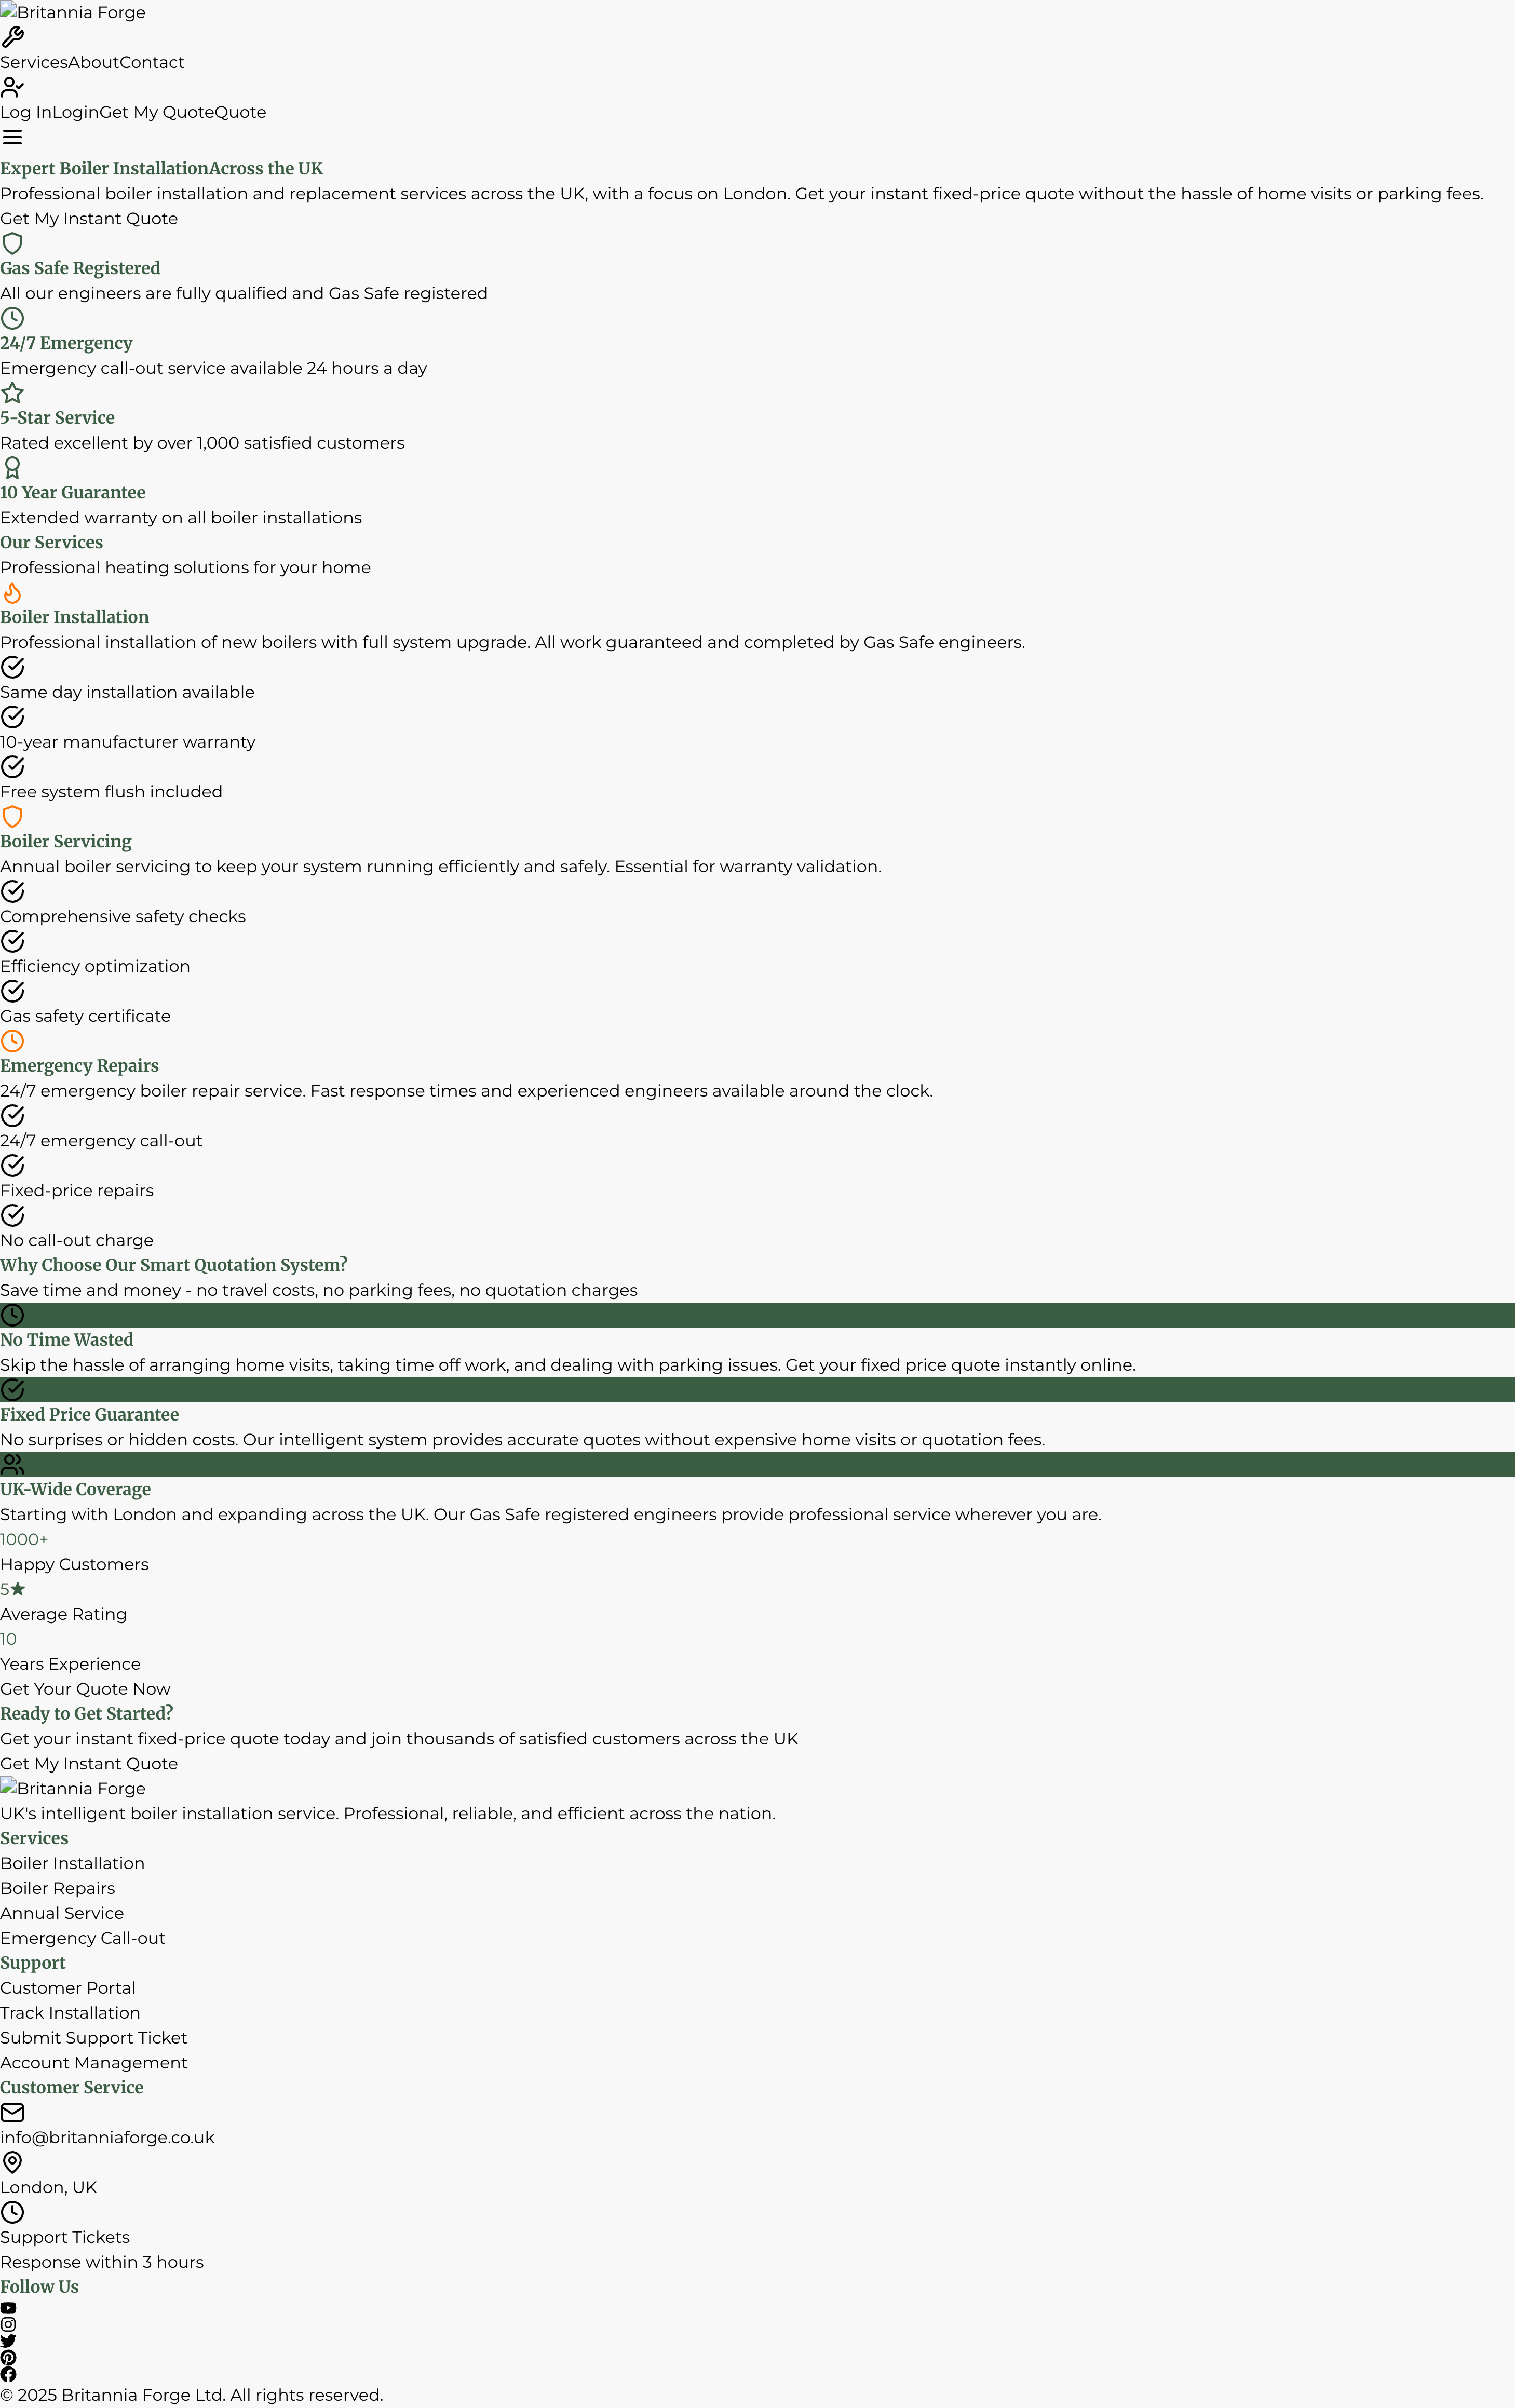 Britannia Forge
ServicesAboutContact
Log InLoginGet My QuoteQuote
Expert Boiler InstallationAcross the UK
Professional boiler installation and replacement services across the UK, with a focus on London. Get your instant fixed-price quote without the hassle of home visits or parking fees.
Get My Instant Quote
Gas Safe Registered
All our engineers are fully qualified and Gas Safe registered
24/7 Emergency
Emergency call-out service available 24 hours a day
5-Star Service
Rated excellent by over 1,000 satisfied customers
10 Year Guarantee
Extended warranty on all boiler installations
Our Services
Professional heating solutions for your home
Boiler Installation
Professional installation of new boilers with full system upgrade. All work guaranteed and completed by Gas Safe engineers.
Same day installation available
10-year manufacturer warranty
Free system flush included
Boiler Servicing
Annual boiler servicing to keep your system running efficiently and safely. Essential for warranty validation.
Comprehensive safety checks
Efficiency optimization
Gas safety certificate
Emergency Repairs
24/7 emergency boiler repair service. Fast response times and experienced engineers available around the clock.
24/7 emergency call-out
Fixed-price repairs
No call-out charge
Why Choose Our Smart Quotation System?
Save time and money - no travel costs, no parking fees, no quotation charges
No Time Wasted
Skip the hassle of arranging home visits, taking time off work, and dealing with parking issues. Get your fixed price quote instantly online.
Fixed Price Guarantee
No surprises or hidden costs. Our intelligent system provides accurate quotes without expensive home visits or quotation fees.
UK-Wide Coverage
Starting with London and expanding across the UK. Our Gas Safe registered engineers provide professional service wherever you are.
1000+
Happy Customers
5★
Average Rating
10
Years Experience
Get Your Quote Now
Ready to Get Started?
Get your instant fixed-price quote today and join thousands of satisfied customers across the UK
Get My Instant Quote
Britannia Forge
UK's intelligent boiler installation service. Professional, reliable, and efficient across the nation.
Services
Boiler Installation
Boiler Repairs
Annual Service
Emergency Call-out
Support
Customer Portal
Track Installation
Submit Support Ticket
Account Management
Customer Service
info@britanniaforge.co.uk
London, UK
Support Tickets
Response within 3 hours
Follow Us
© 2025 Britannia Forge Ltd. All rights reserved.